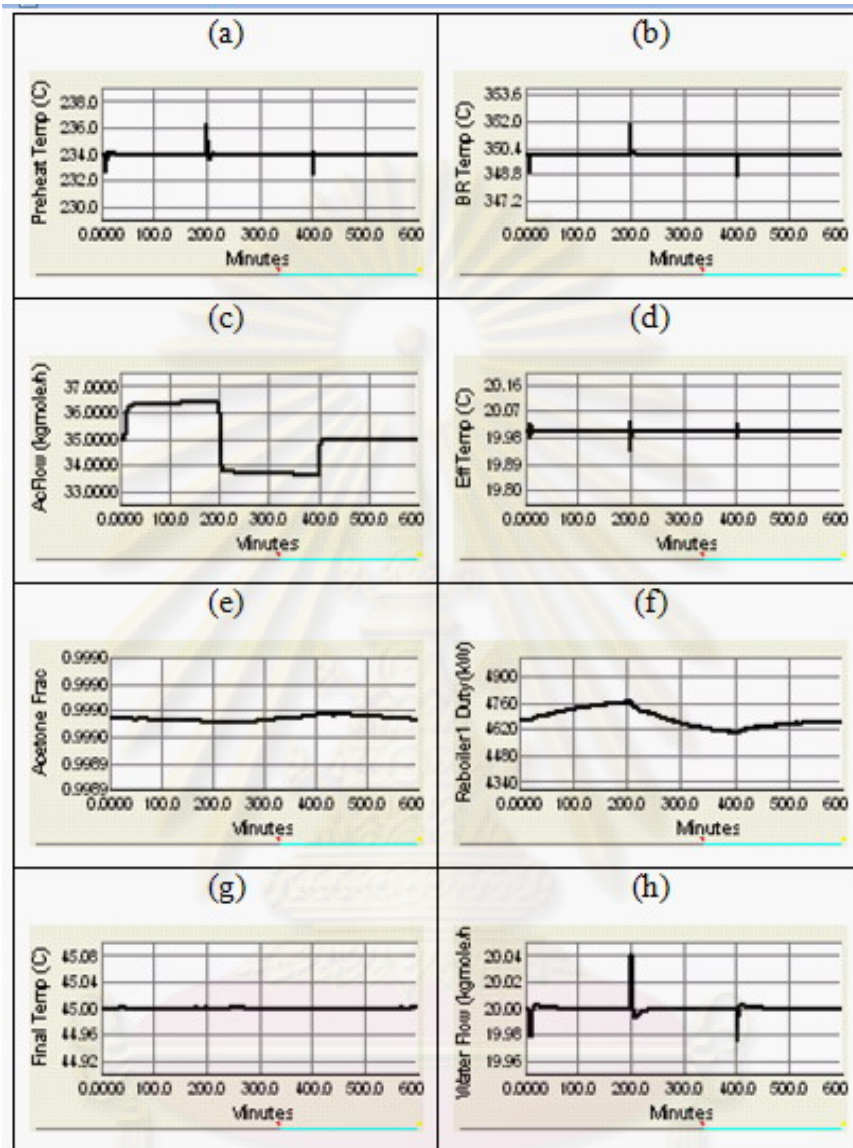 (a)
Preheat Temp (C)
238.0
236.0
234.0
232.0
230.0
0.0000 100.0 200.0 300.0 400.0 500.0 600
Minutes
(b)
BR Temp (C)
353.6
352.0
350.4
348.8
347.2
0.0000 100.0 200.0 300.0 400.0 500.0 600
Minutes
(c)
AcFlow (kgmole/h)
37.0000
36.0000
35.0000
34.0000
33.0000
0.0000 100.0 200.0 300.0 400.0 500.0 600
Minutes
(d)
Eff Temp (C)
20.16
20.07
19.98
19.89
19.80
0.0000 100.0 200.0 300.0 400.0 500.0 600
Minutes
(e)
Acetone Frac
0.9990
0.9990
0.9990
0.9990
0.9989
0.9989
0.0000 100.0 200.0 300.0 400.0 500.0 600
Minutes
(f)
Reboiler1 Duty (kW)
4900
4760
4620
4480
4340
0.0000 100.0 200.0 300.0 400.0 500.0 600
Minutes
(g)
Final Temp (C)
45.08
45.04
45.00
44.96
44.92
0.0000 100.0 200.0 300.0 400.0 500.0 600
Minutes
(h)
Water Flow (kgmole/h
20.04
20.02
20.00
19.98
19.96
0.0000 100.0 200.0 300.0 400.0 500.0 600
Minutes